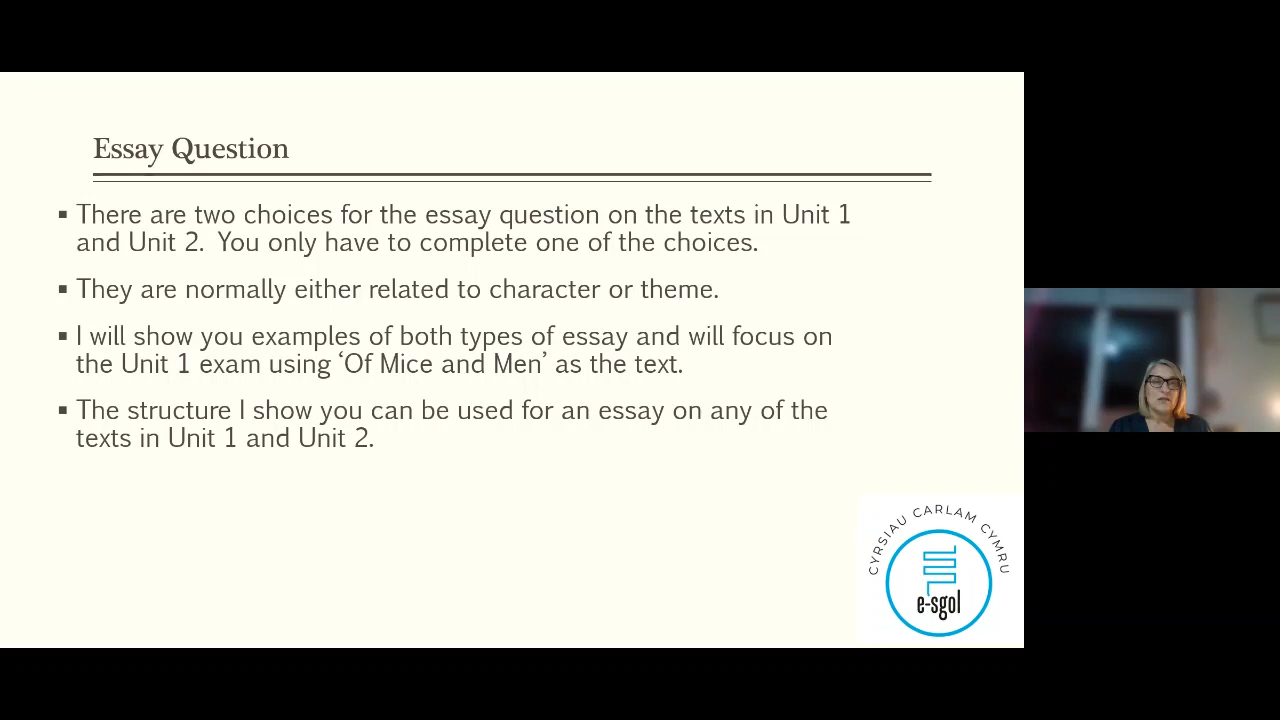 Essay Question
▪ There are two choices for the essay question on the texts in Unit 1
and Unit 2.  You only have to complete one of the choices.
▪ They are normally either related to character or theme.
▪ I will show you examples of both types of essay and will focus on
the Unit 1 exam using ‘Of Mice and Men’ as the text.
▪ The structure I show you can be used for an essay on any of the
texts in Unit 1 and Unit 2.
CYRSIAU CARLAM CYMRU
e-sgol